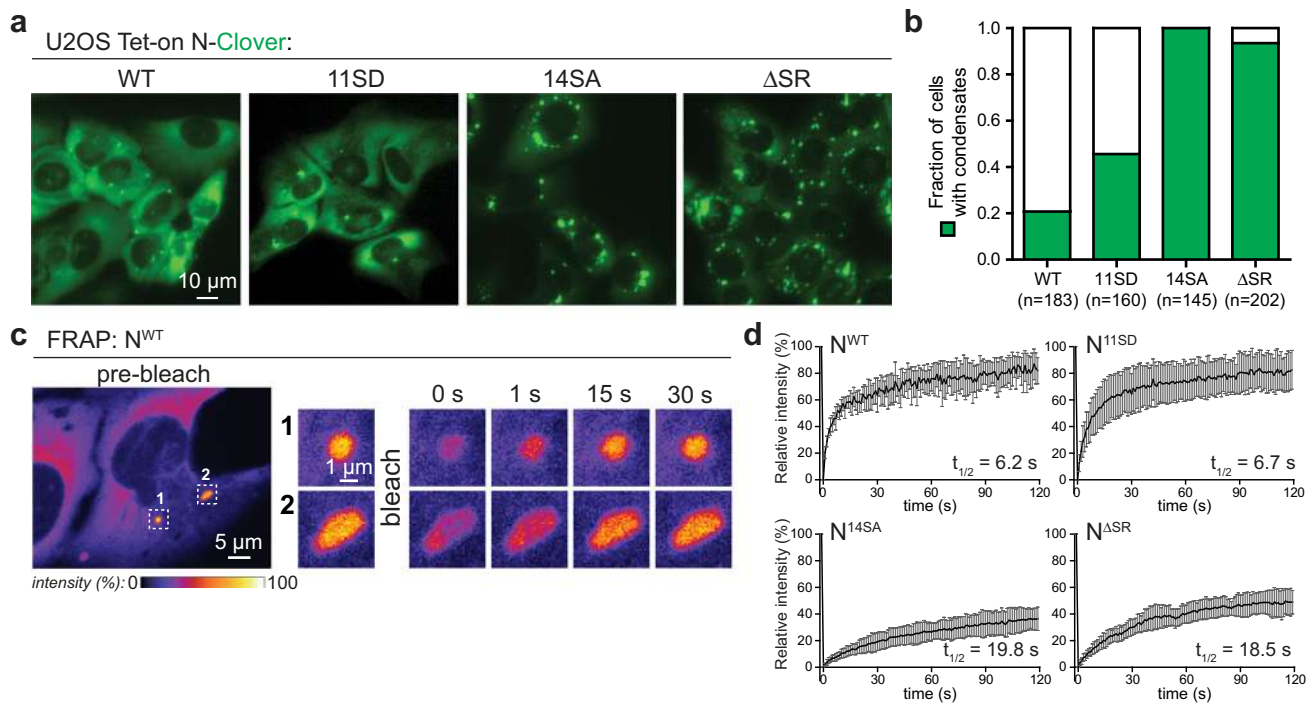 a
U2OS Tet-on N-Clover:
WT
11SD
14SA
ΔSR
10 µm
b
Fraction of cells
with condensates
1.0
0.8
0.6
0.4
0.2
0.0
WT
(n=183)
11SD
(n=160)
14SA
(n=145)
ΔSR
(n=202)
c
FRAP: N^WT
pre-bleach
1
2
5 µm
intensity (%): 0 100
1
1 µm
2
bleach
0 s
1 s
15 s
30 s
d
N^WT
Relative intensity (%)
100
80
60
40
20
0
t1/2 = 6.2 s
0 30 60 90 120
time (s)
N^11SD
100
80
60
40
20
0
t1/2 = 6.7 s
0 30 60 90 120
time (s)
N^14SA
Relative intensity (%)
100
80
60
40
20
0
t1/2 = 19.8 s
0 30 60 90 120
time (s)
N^ΔSR
100
80
60
40
20
0
t1/2 = 18.5 s
0 30 60 90 120
time (s)